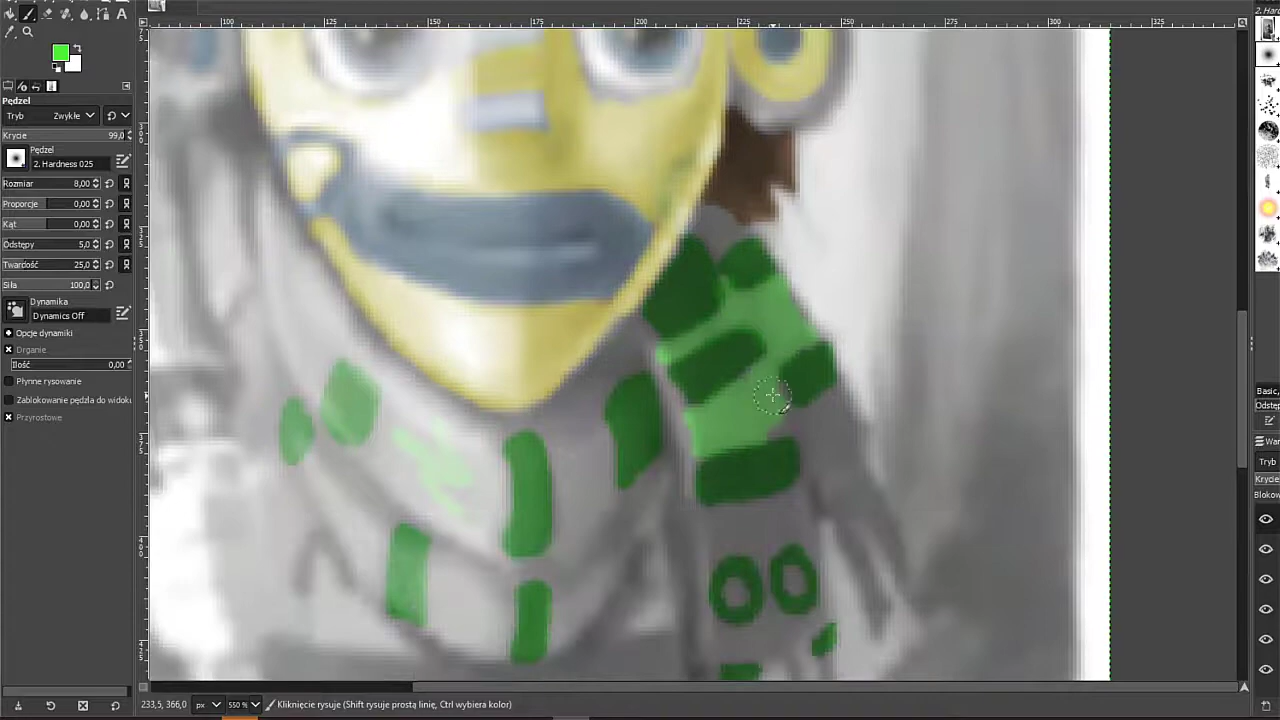 100 125 150 175 200 225 250 275 300 325
2. Hard
Pędzel
Tryb Zwykłe
Krycie 99,0
Pędzel
2. Hardness 025
Rozmiar 8,00
Proporcje 0,00
Kąt 0,00
Odstępy 5,0
Twardość 25,0
Siła 100,0
Dynamika
Dynamics Off
Opcje dynamiki
Drganie
Ilość 0,00
Płynne rysowanie
Zablokowanie pędzla do widoku
Przyrostowe
Basic,
Odstęp
War
Tryb
Krycie
Blokow
233,5, 366,0 px 550 % Kliknięcie rysuje (Shift rysuje prostą linię, Ctrl wybiera kolor)